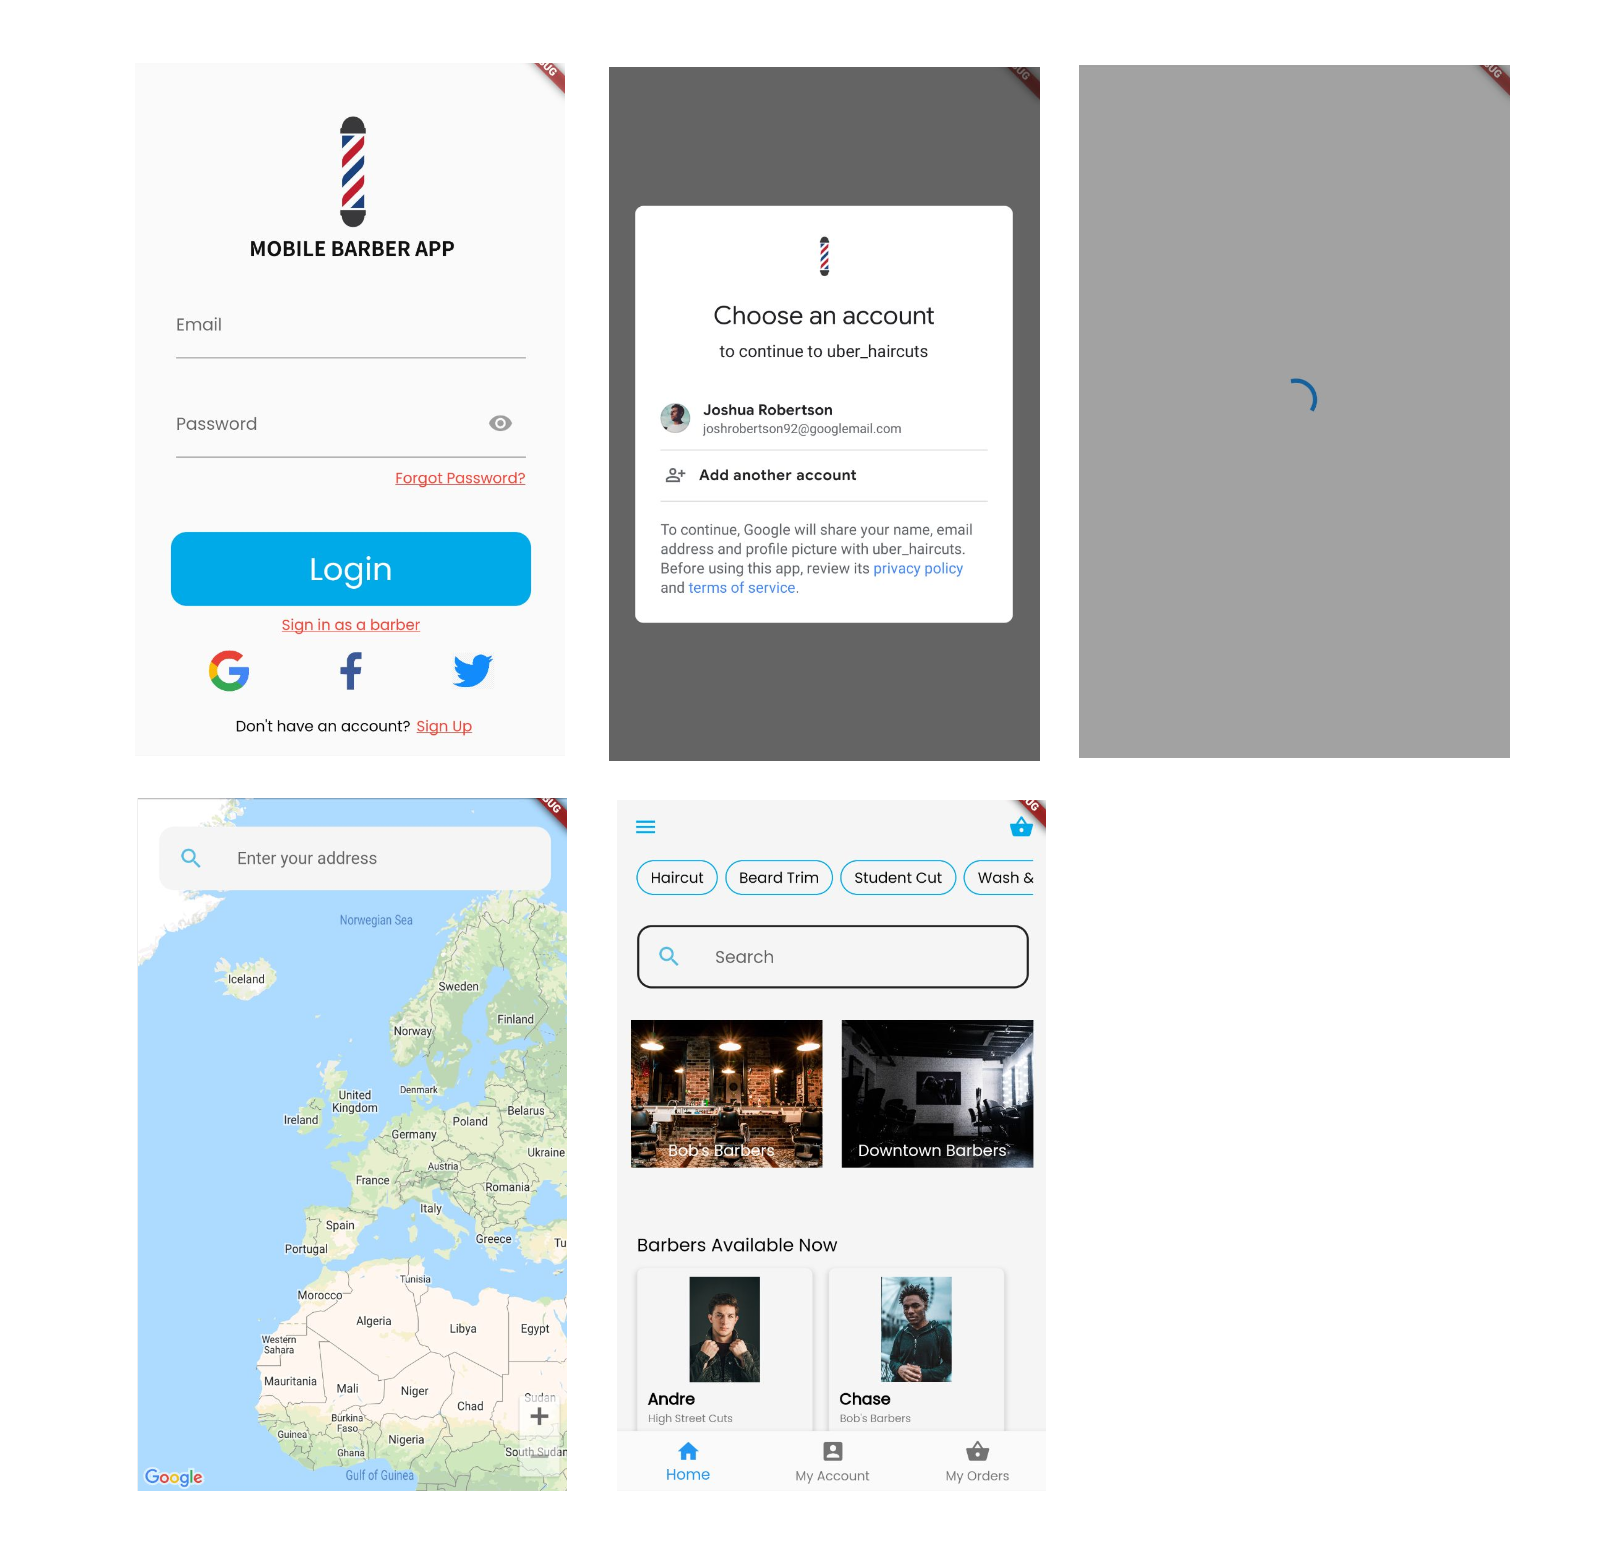 UG
MOBILE BARBER APP
Email
Password
Forgot Password?
Login
Sign in as a barber
Don't have an account? Sign Up
UG
Choose an account
to continue to uber_haircuts
Joshua Robertson
joshrobertson92@googlemail.com
Add another account
To continue, Google will share your name, email
address and profile picture with uber_haircuts.
Before using this app, review its privacy policy
and terms of service.
UG
UG
Enter your address
Norwegian Sea
Iceland
Sweden
Finland
Norway
Denmark
United
Kingdom
Ireland
Belarus
Poland
Germany
Ukraine
Austria
France
Romania
Italy
Spain
Greece
Portugal
Tu
Tunisia
Morocco
Algeria
Libya
Egypt
Western
Sahara
Mauritania
Mali
Niger
Chad
Sudan
Burkina
Faso
Guinea
Nigeria
Ghana
South Sudan
Gulf of Guinea
Google
UG
Haircut
Beard Trim
Student Cut
Wash &
Search
Bob's Barbers
Downtown Barbers
Barbers Available Now
Andre
High Street Cuts
Chase
Bob's Barbers
Home
My Account
My Orders